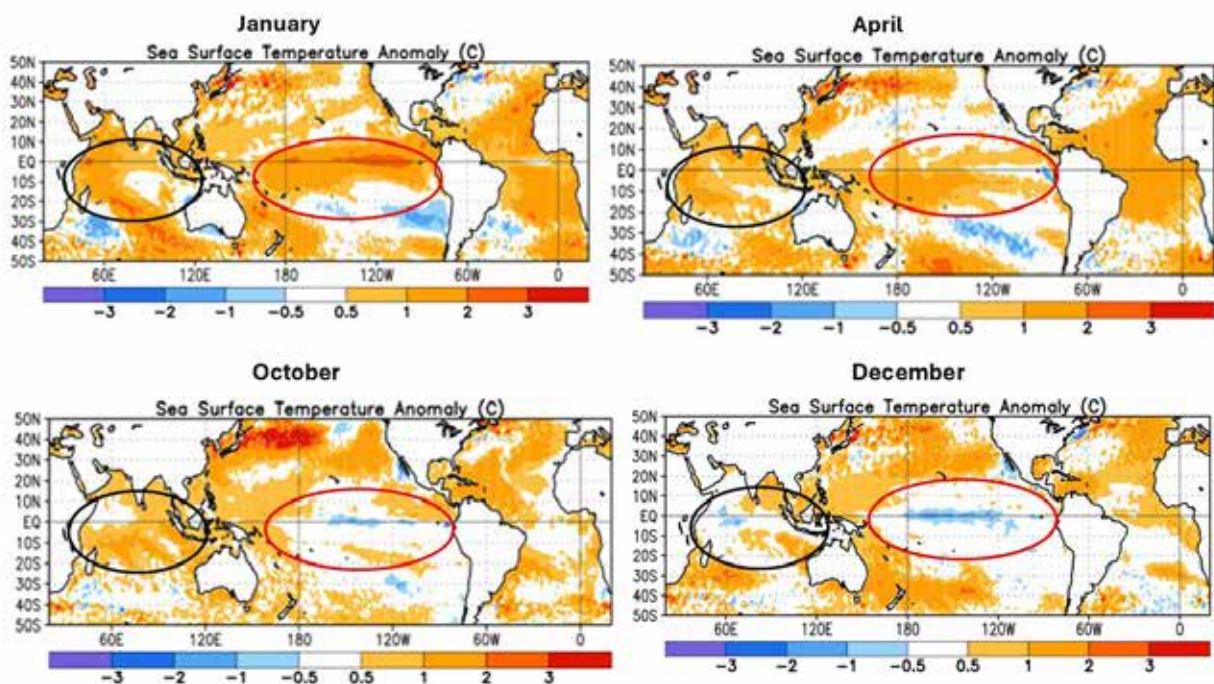 January
Sea Surface Temperature Anomaly (C)
50N
40N
30N
20N
10N
EQ
10S
20S
30S
40S
50S
60E 120E 180 120W 60W 0
-3 -2 -1 -0.5 0.5 1 2 3
April
Sea Surface Temperature Anomaly (C)
50N
40N
30N
20N
10N
EQ
10S
20S
30S
40S
50S
60E 120E 180 120W 60W 0
-3 -2 -1 -0.5 0.5 1 2 3
October
Sea Surface Temperature Anomaly (C)
50N
40N
30N
20N
10N
EQ
10S
20S
30S
40S
50S
60E 120E 180 120W 60W 0
-3 -2 -1 -0.5 0.5 1 2 3
December
Sea Surface Temperature Anomaly (C)
50N
40N
30N
20N
10N
EQ
10S
20S
30S
40S
50S
60E 120E 180 120W 60W 0
-3 -2 -1 -0.5 0.5 1 2 3